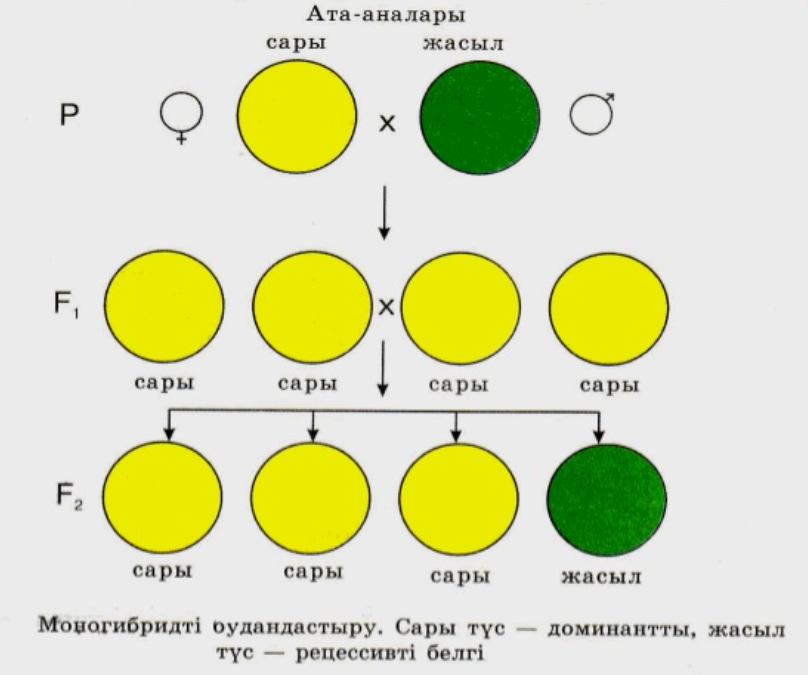 Ата-аналары
сары жасыл
P ♀ x ♂
F₁ x
сары сары сары сары
F₂
сары сары сары жасыл
Моногибридті будандастыру. Сары түс — доминантты, жасыл
түс — рецессивті белгі